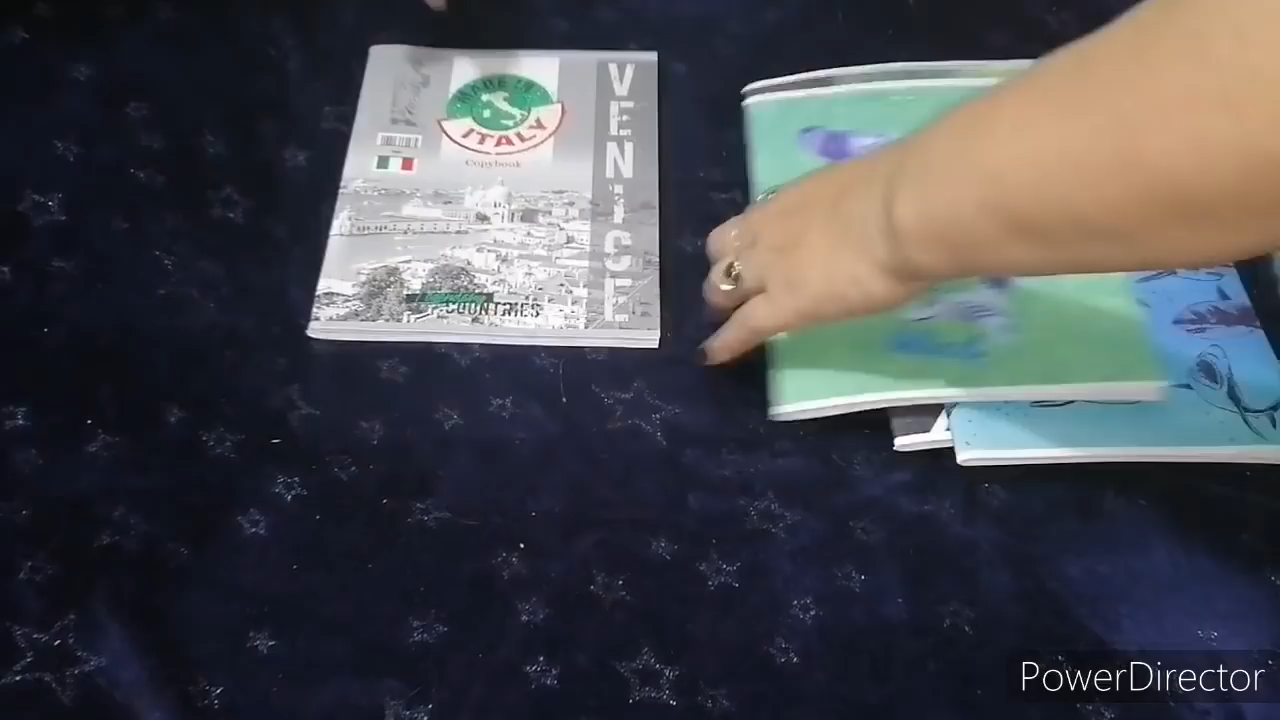 MADE IN
ITALY
Copybook
VENiCE
COUNTRIES
PowerDirector